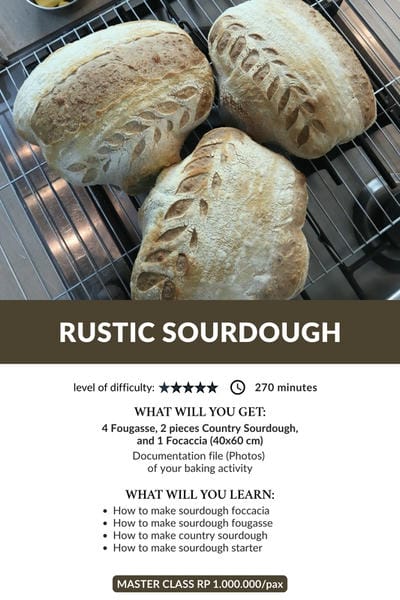 RUSTIC SOURDOUGH
level of difficulty: ★★★★★ 270 minutes
WHAT WILL YOU GET:
4 Fougasse, 2 pieces Country Sourdough,
and 1 Focaccia (40x60 cm)
Documentation file (Photos)
of your baking activity
WHAT WILL YOU LEARN:
• How to make sourdough foccacia
• How to make sourdough fougasse
• How to make country sourdough
• How to make sourdough starter
MASTER CLASS RP 1.000.000/pax